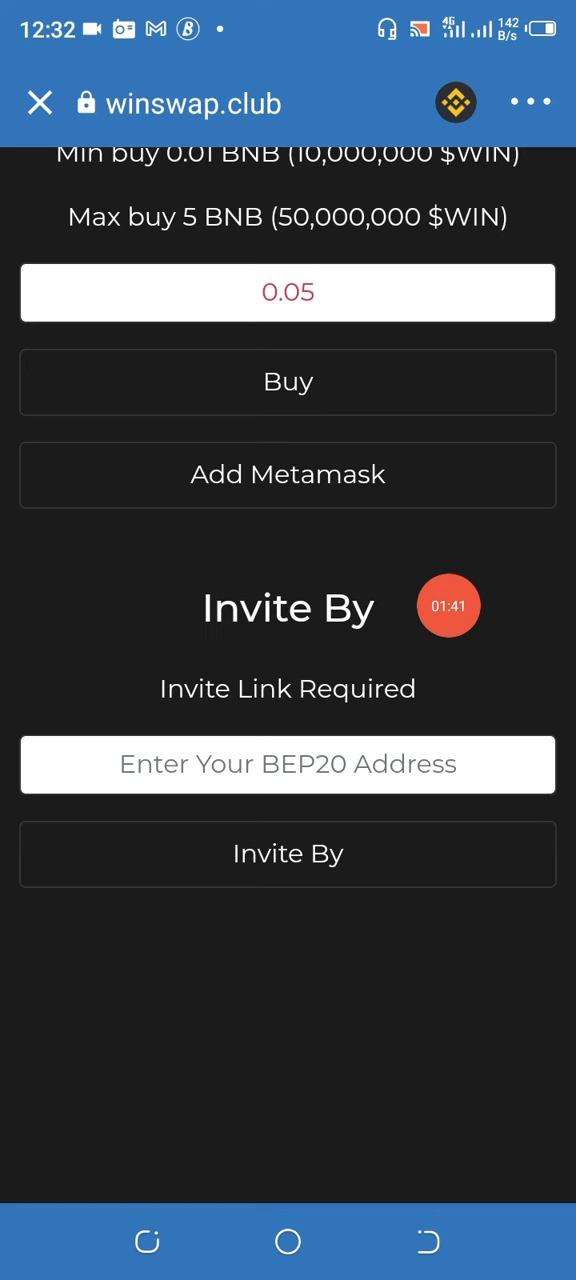 12:32
4G
142
B/s
winswap.club
Min buy 0.01 BNB (10,000,000 $WIN)
Max buy 5 BNB (50,000,000 $WIN)
0.05
Buy
Add Metamask
Invite By
01:41
Invite Link Required
Enter Your BEP20 Address
Invite By